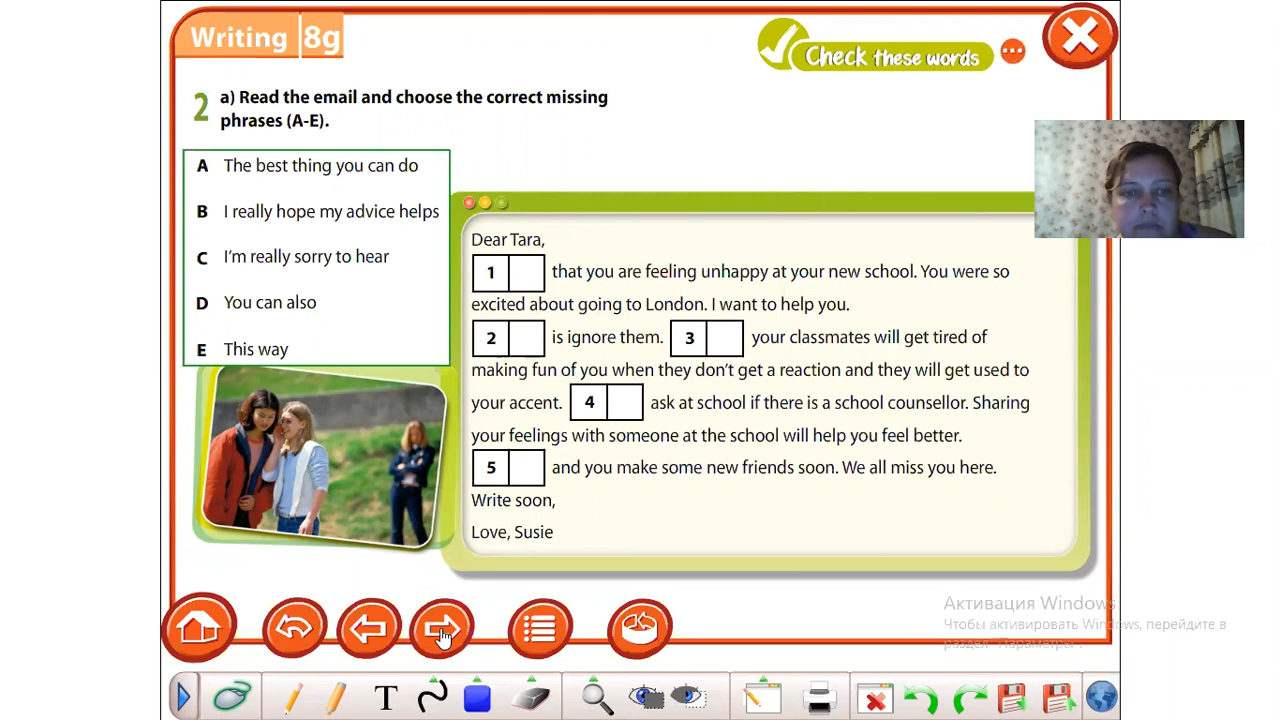 Writing 8g
Check these words
2 a) Read the email and choose the correct missing
phrases (A-E).
A The best thing you can do
B I really hope my advice helps
C I'm really sorry to hear
D You can also
E This way
Dear Tara,
1 that you are feeling unhappy at your new school. You were so
excited about going to London. I want to help you.
2 is ignore them. 3 your classmates will get tired of
making fun of you when they don't get a reaction and they will get used to
your accent. 4 ask at school if there is a school counsellor. Sharing
your feelings with someone at the school will help you feel better.
5 and you make some new friends soon. We all miss you here.
Write soon,
Love, Susie
Активация Windows
Чтобы активировать Windows, перейдите в
раздел "Параметры".
T